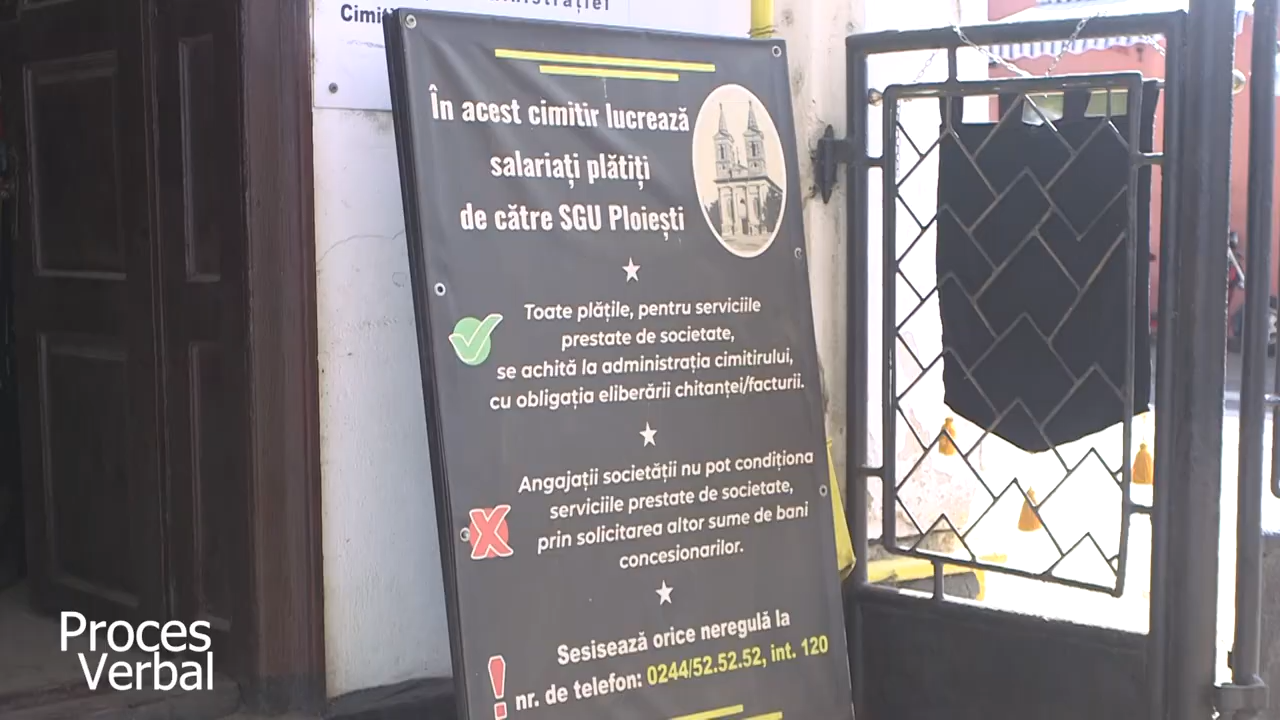 Cimiti
În acest cimitir lucrează
salariați plătiți
de către SGU Ploiești
Toate plățile, pentru serviciile
prestate de societate,
se achită la administrația cimitirului,
cu obligația eliberării chitanței/facturii.
Angajații societății nu pot condiționa
serviciile prestate de societate,
prin solicitarea altor sume de bani
concesionarilor.
Sesisează orice neregulă la
nr. de telefon: 0244/52.52.52, int. 120
Proces
Verbal